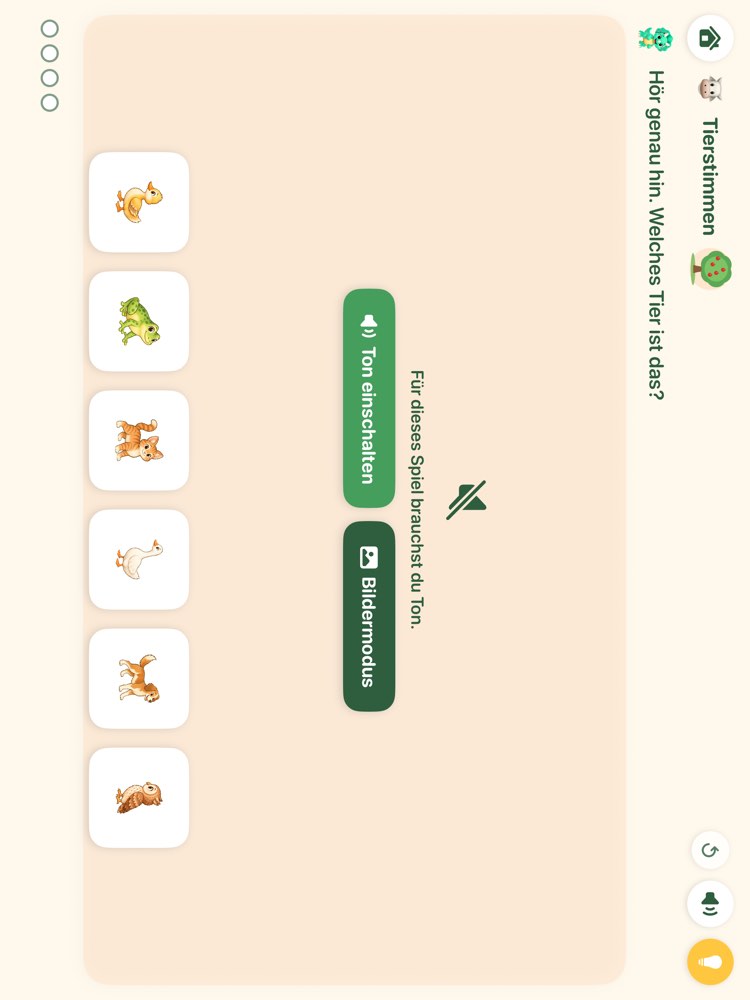 Tierstimmen
Hör genau hin. Welches Tier ist das?
Für dieses Spiel brauchst du Ton.
Ton einschalten
Bildermodus